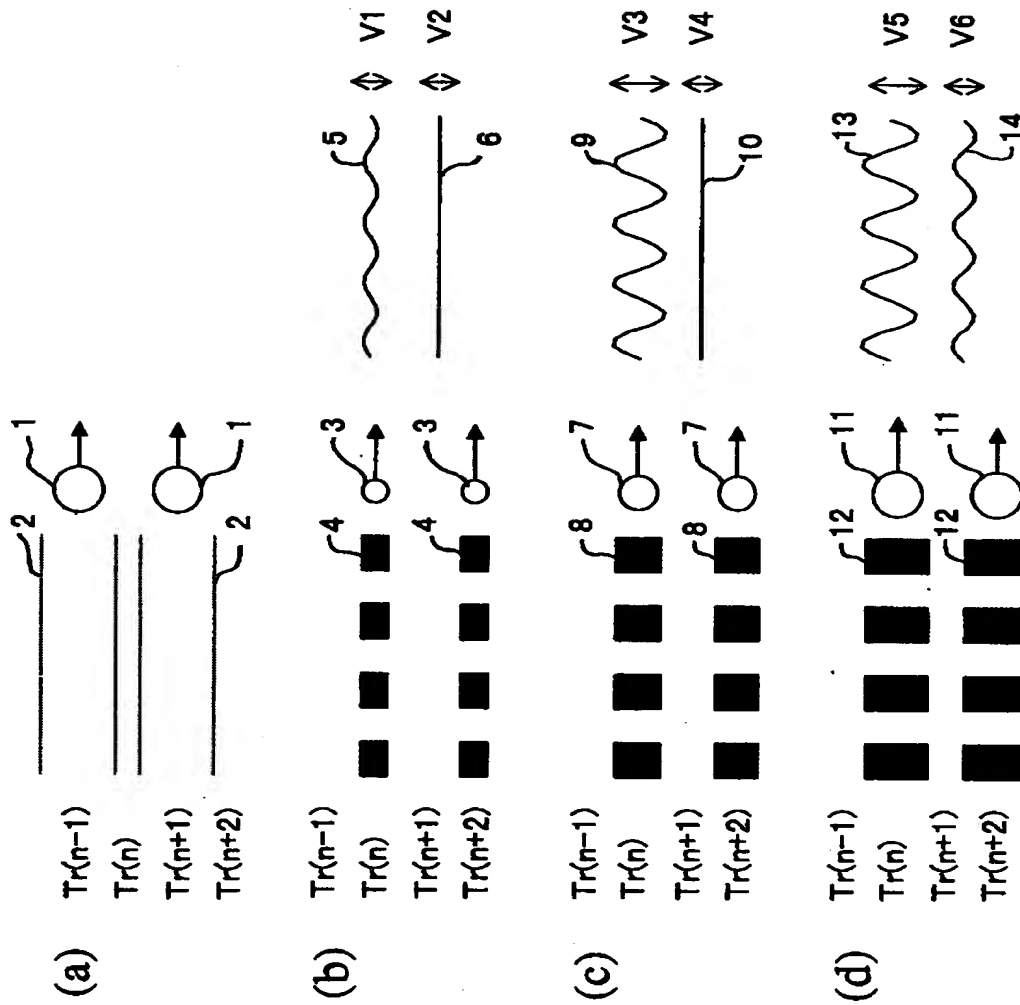 (a)
Tr(n-1)
Tr(n)
Tr(n+1)
Tr(n+2)
2
2
1
1
(b)
Tr(n-1)
Tr(n)
Tr(n+1)
Tr(n+2)
4
4
3
3
5
6
V1
V2
(c)
Tr(n-1)
Tr(n)
Tr(n+1)
Tr(n+2)
8
8
7
7
9
10
V3
V4
(d)
Tr(n-1)
Tr(n)
Tr(n+1)
Tr(n+2)
12
12
11
11
13
14
V5
V6